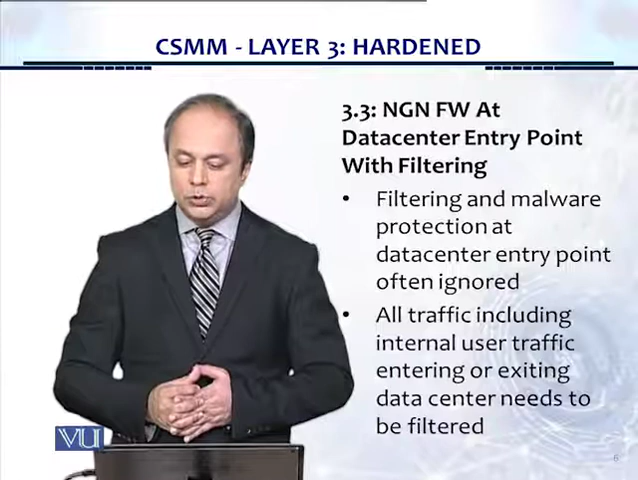 CSMM - LAYER 3: HARDENED
3.3: NGN FW At
Datacenter Entry Point
With Filtering
• Filtering and malware
protection at
datacenter entry point
often ignored
• All traffic including
internal user traffic
entering or exiting
data center needs to
be filtered
VU
6